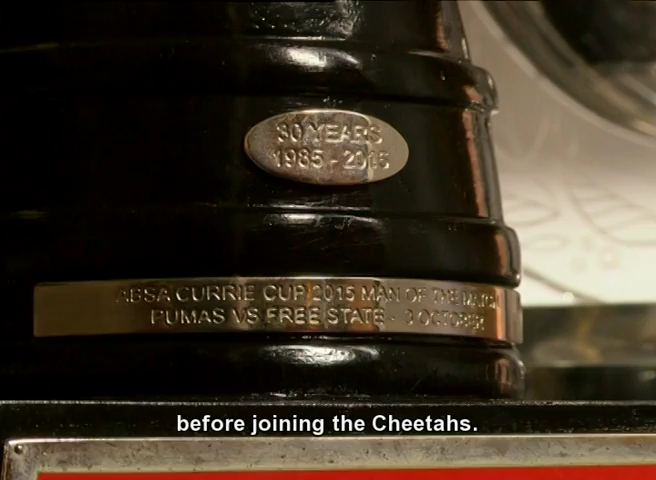 30 YEARS
1985 - 2015
ABSA CURRIE CUP 2015 MAN OF THE MATCH
PUMAS VS FREE STATE - 9 OCTOBER
before joining the Cheetahs.